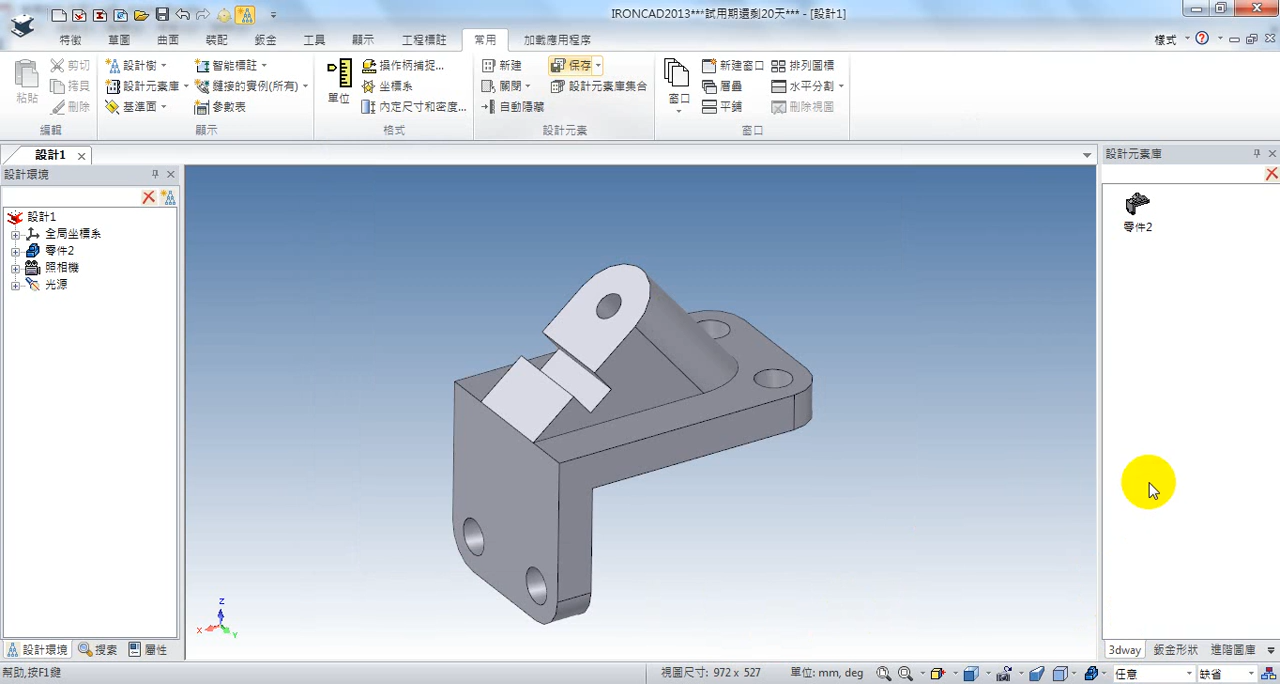 IRONCAD2013***試用期還剩20天*** - [設計1]
特徵 草圖 曲面 裝配 鈑金 工具 顯示 工程標註 常用 加載應用程序 樣式
粘貼 剪切 拷貝 刪除
編輯
設計樹 智能標註
設計元素庫 鏈接的實例(所有)
基準面 參數表
顯示
單位 操作柄捕捉...
坐標系
內定尺寸和密度...
格式
新建 保存
關閉 設計元素庫集合
自動隱藏
設計元素
窗口 新建窗口 排列圖標
層疊 水平分割
平鋪 刪除視圖
窗口
設計1
設計環境
設計1
全局坐標系
零件2
照相機
光源
設計元素庫
零件2
Z
X
Y
設計環境 搜索 屬性
3dway 鈑金形狀 進階圖庫
幫助,按F1鍵 視圖尺寸: 972 x 527 單位: mm, deg 任意 缺省